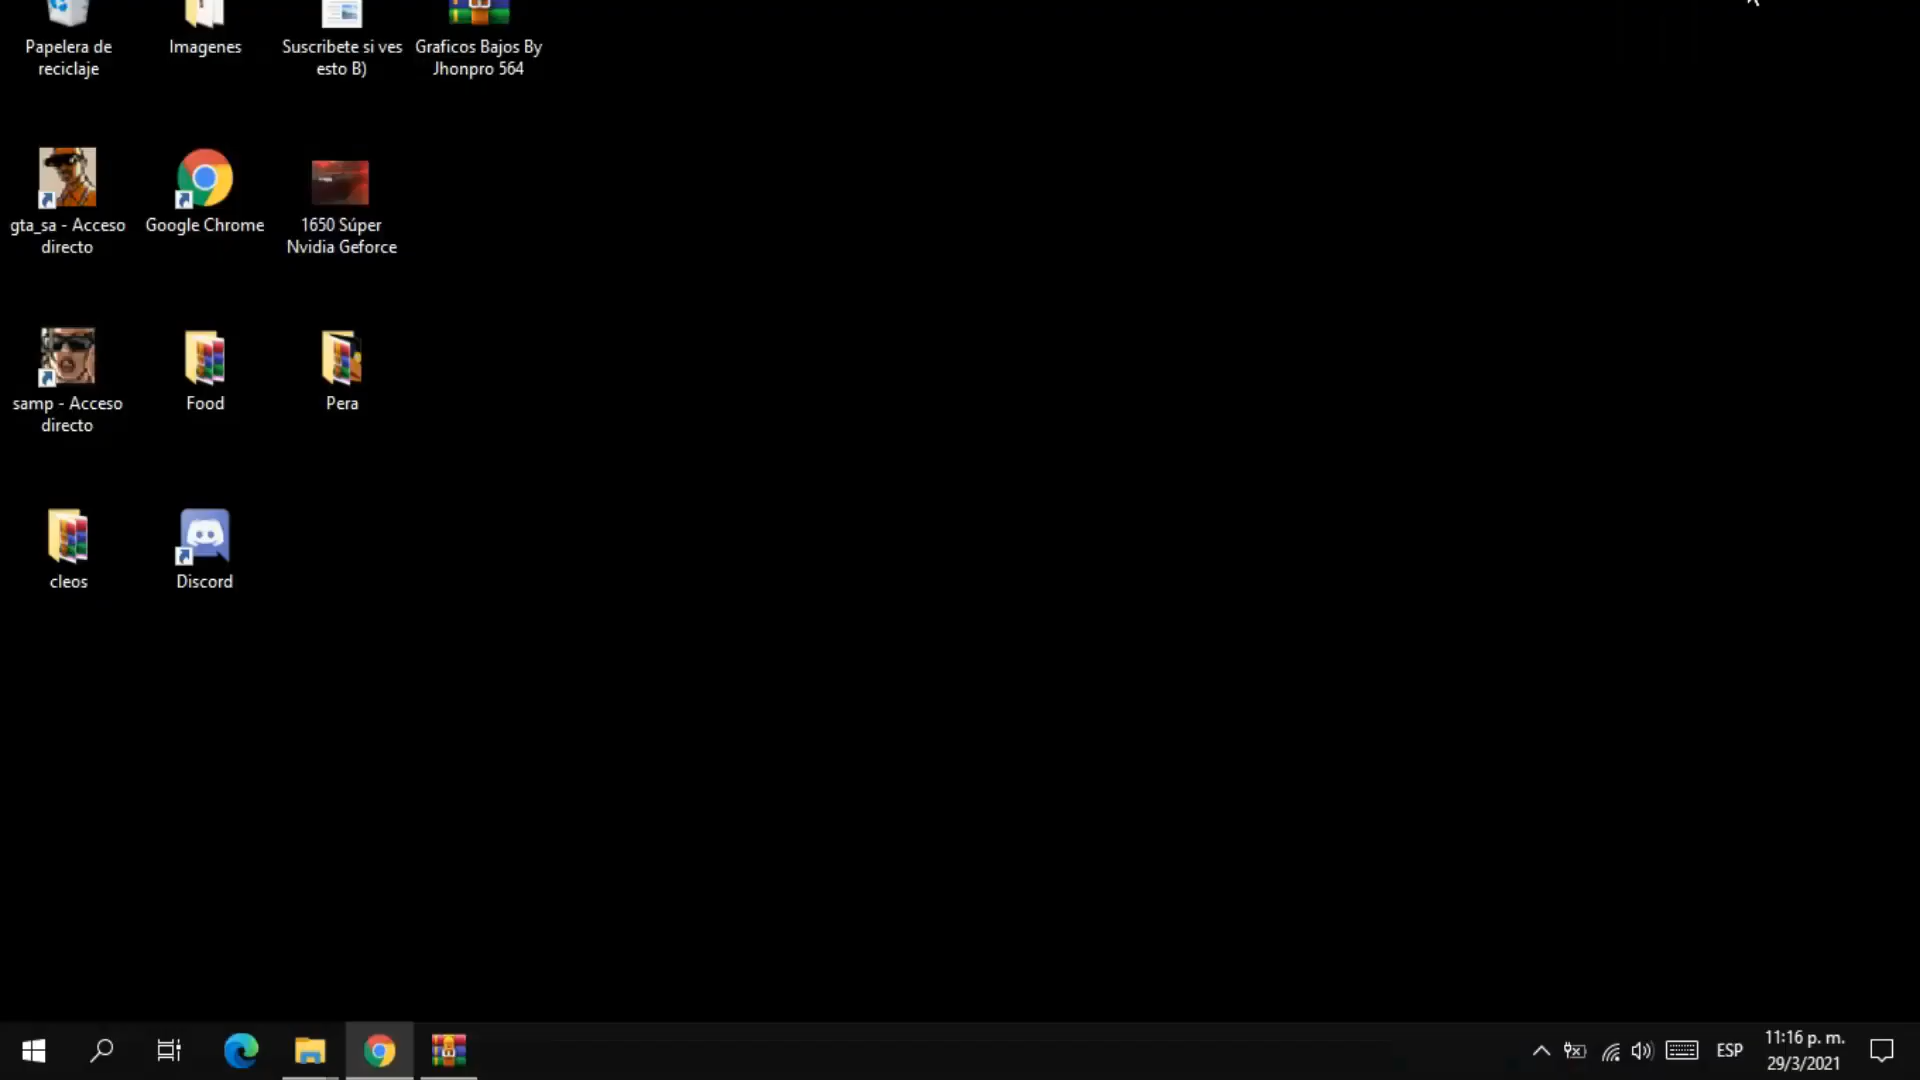 Papelera de
reciclaje
Imagenes
Suscribete si ves
esto B)
Graficos Bajos By
Jhonpro 564
gta_sa - Acceso
directo
Google Chrome
1650 Súper
Nvidia Geforce
samp - Acceso
directo
Food
Pera
cleos
Discord
ESP
11:16 p. m.
29/3/2021